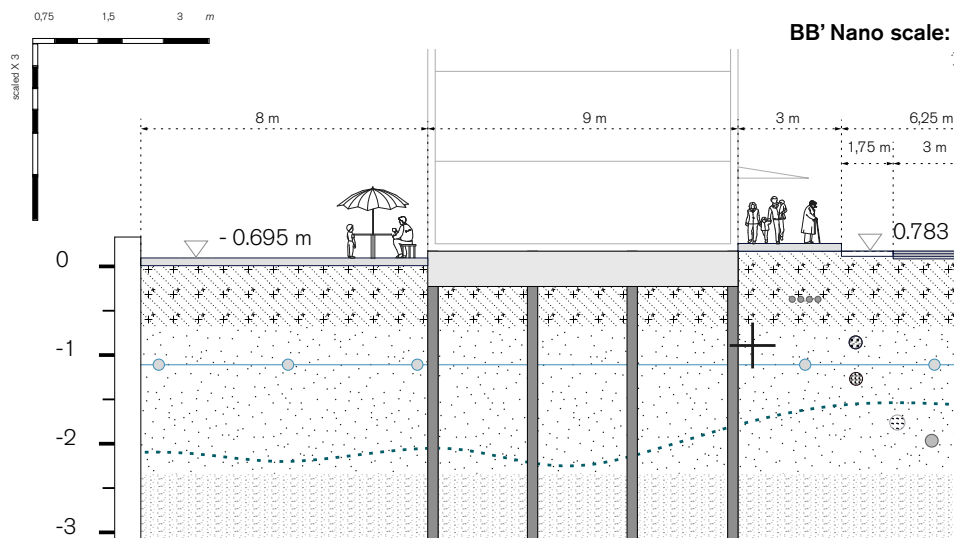 0,75 1,5 3 m
scaled X 3
BB' Nano scale:
8 m 9 m 3 m 6,25 m
1,75 m 3 m
- 0.695 m 0.783
0
-1
-2
-3